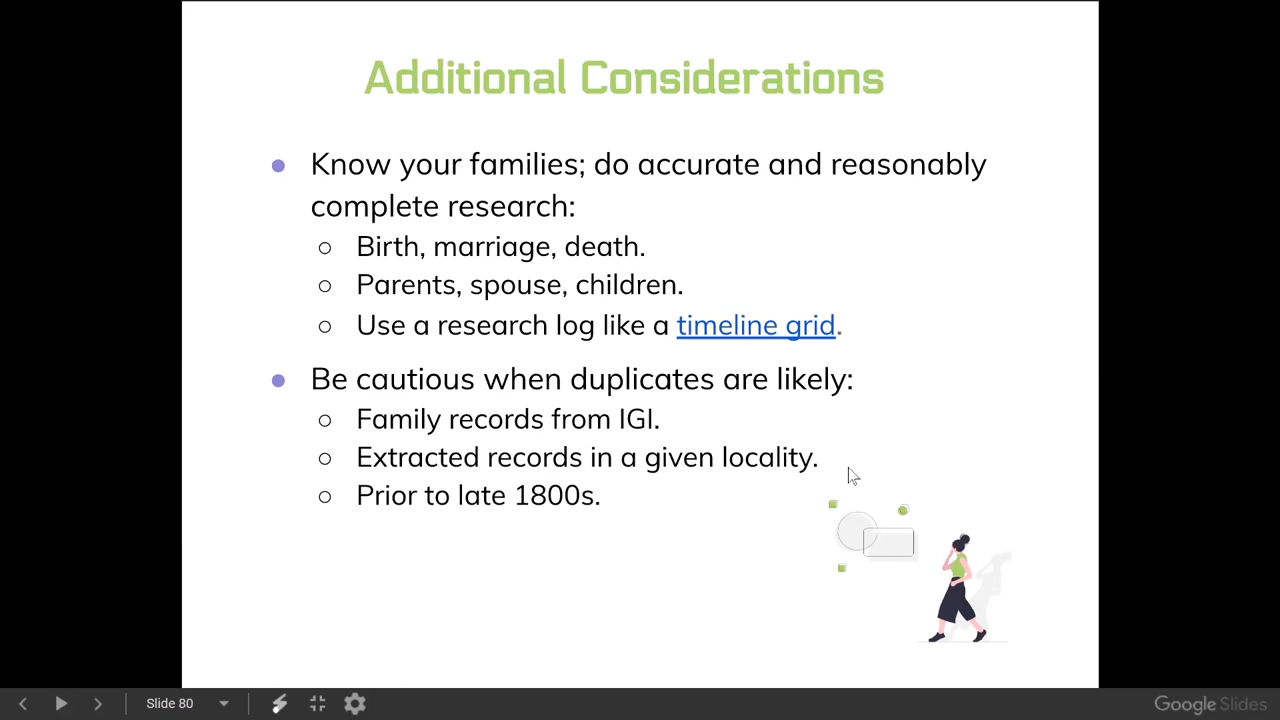 Additional Considerations
● Know your families; do accurate and reasonably
complete research:
○ Birth, marriage, death.
○ Parents, spouse, children.
○ Use a research log like a timeline grid.
● Be cautious when duplicates are likely:
○ Family records from IGI.
○ Extracted records in a given locality.
○ Prior to late 1800s.
Slide 80
Google Slides